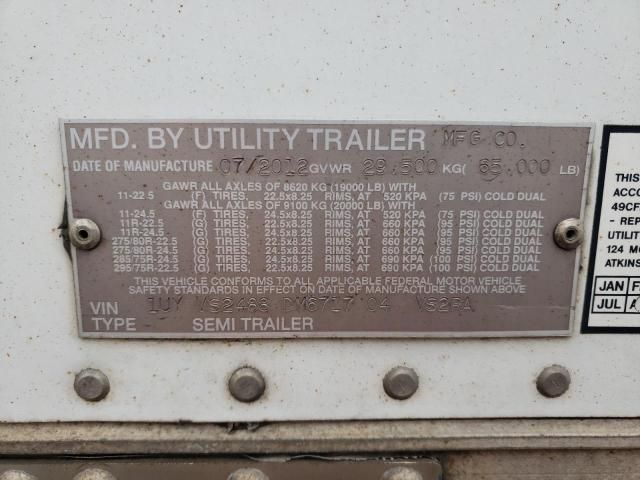 MFD. BY UTILITY TRAILER MFG CO.
DATE OF MANUFACTURE 07/2012 GVWR 29.500 KG( 65.000 LB)
GAWR ALL AXLES OF 8620 KG (19000 LB) WITH
11-22.5 (F) TIRES, 22.5x8.25 RIMS, AT 520 KPA (75 PSI) COLD DUAL
GAWR ALL AXLES OF 9100 KG (20000 LB) WITH
11-24.5 (F) TIRES, 24.5x8.25 RIMS, AT 520 KPA (75 PSI) COLD DUAL
11R-22.5 (G) TIRES, 22.5x8.25 RIMS, AT 660 KPA (95 PSI) COLD DUAL
11R-24.5 (G) TIRES, 24.5x8.25 RIMS, AT 660 KPA (95 PSI) COLD DUAL
275/80R-22.5 (G) TIRES, 22.5x8.25 RIMS, AT 660 KPA (95 PSI) COLD DUAL
275/80R-24.5 (G) TIRES, 24.5x8.25 RIMS, AT 660 KPA (95 PSI) COLD DUAL
285/75R-24.5 (G) TIRES, 24.5x8.25 RIMS, AT 690 KPA (100 PSI) COLD DUAL
295/75R-22.5 (G) TIRES, 22.5x8.25 RIMS, AT 690 KPA (100 PSI) COLD DUAL
THIS VEHICLE CONFORMS TO ALL APPLICABLE FEDERAL MOTOR VEHICLE
SAFETY STANDARDS IN EFFECT ON DATE OF MANUFACTURE SHOWN ABOVE
VIN 1UY VS2488 DM6717 04 VS2RA
TYPE SEMI TRAILER
THIS
ACCO
49CF
- REP
UTILIT
124 MO
ATKINS
JAN F
JUL A